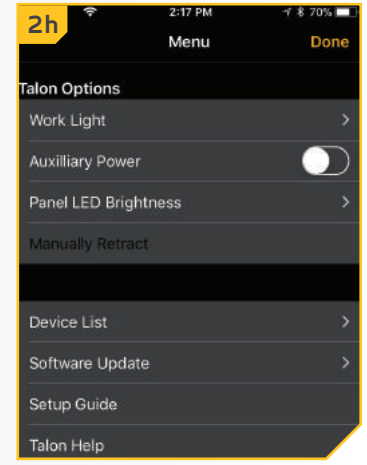 2h
2:17 PM
70%
Menu
Done
Talon Options
Work Light
Auxilliary Power
Panel LED Brightness
Manually Retract
Device List
Software Update
Setup Guide
Talon Help